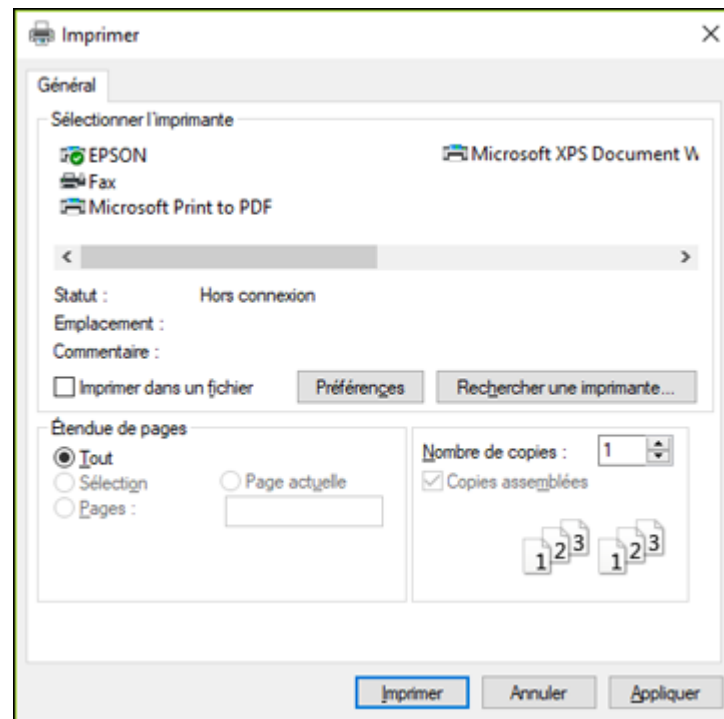 Imprimer
Général
Sélectionner l'imprimante
EPSON
Microsoft XPS Document W
Fax
Microsoft Print to PDF
Statut : Hors connexion
Emplacement :
Commentaire :
Imprimer dans un fichier
Préférences
Rechercher une imprimante...
Étendue de pages
Tout
Sélection
Page actuelle
Pages :
Nombre de copies : 1
Copies assemblées
1 2 3 1 2 3
Imprimer
Annuler
Appliquer